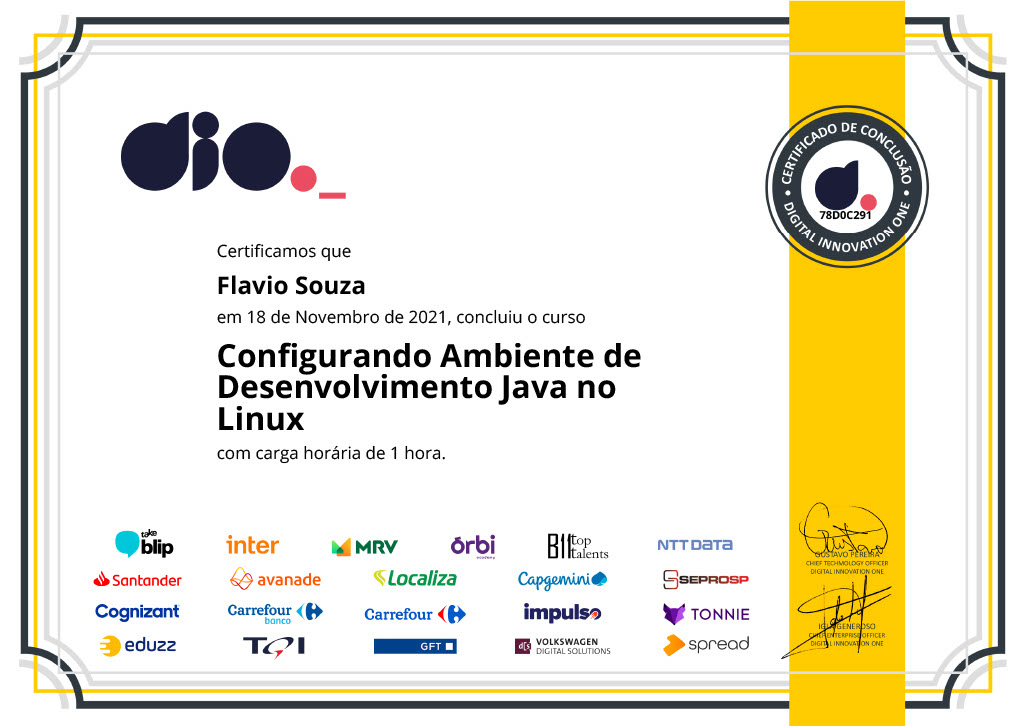 dio._
CERTIFICADO DE CONCLUSÃO
78D0C291
DIGITAL INNOVATION ONE
Certificamos que
Flavio Souza
em 18 de Novembro de 2021, concluiu o curso
Configurando Ambiente de
Desenvolvimento Java no
Linux
com carga horária de 1 hora.
take blip
inter
MRV
órbi academy
B11 top talents
NTT DATA
Santander
avanade
Localiza
Capgemini
SEPROSP
Cognizant
Carrefour banco
Carrefour
impulso
TONNIE
eduzz
TQI
GFT
d:s VOLKSWAGEN DIGITAL SOLUTIONS
spread
GUSTAVO PEREIRA
CHIEF TECHNOLOGY OFFICER
DIGITAL INNOVATION ONE
GENEROSO
CHIEF ENTERPRISE OFFICER
DIGITAL INNOVATION ONE